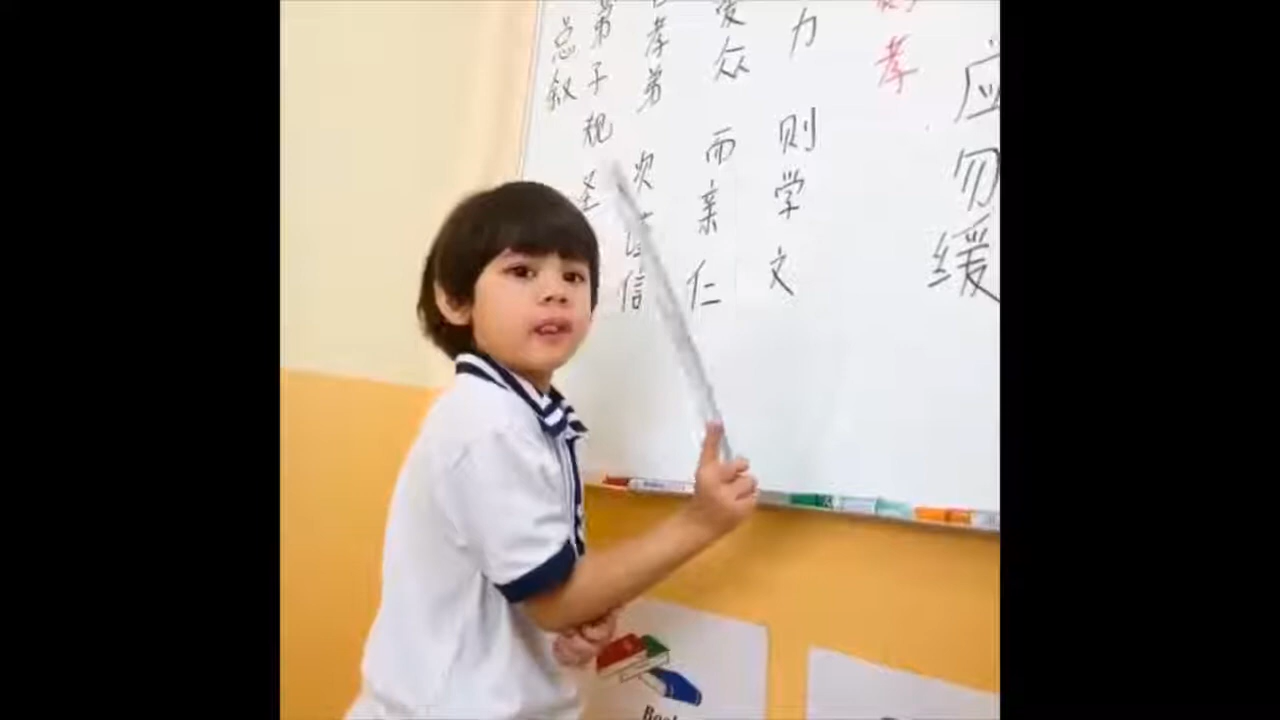 总叙
弟子规 圣
孝弟 次 信
爱众 而亲仁
力 则学文
孝
应勿缓